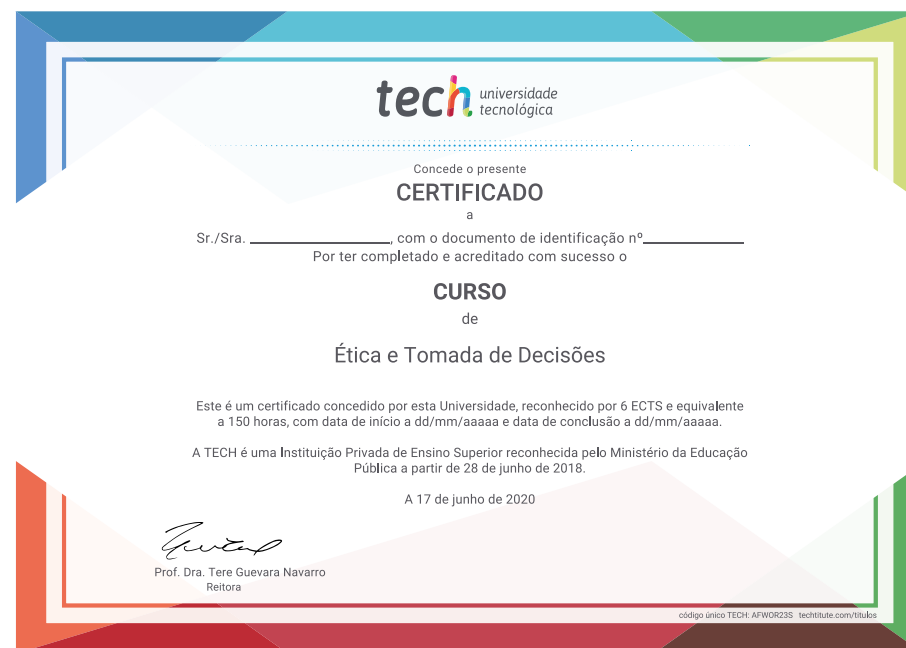 tech universidade
tecnológica
Concede o presente
CERTIFICADO
a
Sr./Sra. ____________________, com o documento de identificação nº______________
Por ter completado e acreditado com sucesso o
CURSO
de
Ética e Tomada de Decisões
Este é um certificado concedido por esta Universidade, reconhecido por 6 ECTS e equivalente
a 150 horas, com data de início a dd/mm/aaaaa e data de conclusão a dd/mm/aaaaa.
A TECH é uma Instituição Privada de Ensino Superior reconhecida pelo Ministério da Educação
Pública a partir de 28 de junho de 2018.
A 17 de junho de 2020
Prof. Dra. Tere Guevara Navarro
Reitora
código único TECH: AFWOR23S techtitute.com/titulos